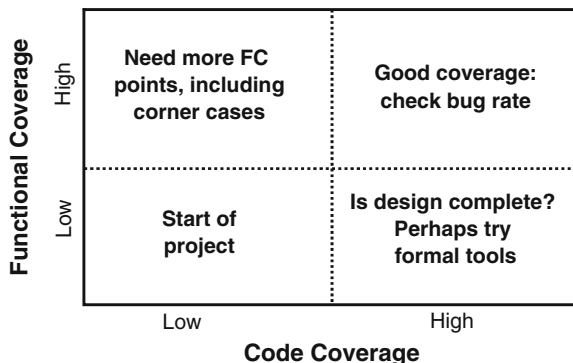 Functional Coverage
High
Low
Need more FC
points, including
corner cases
Good coverage:
check bug rate
Start of
project
Is design complete?
Perhaps try
formal tools
Low
High
Code Coverage